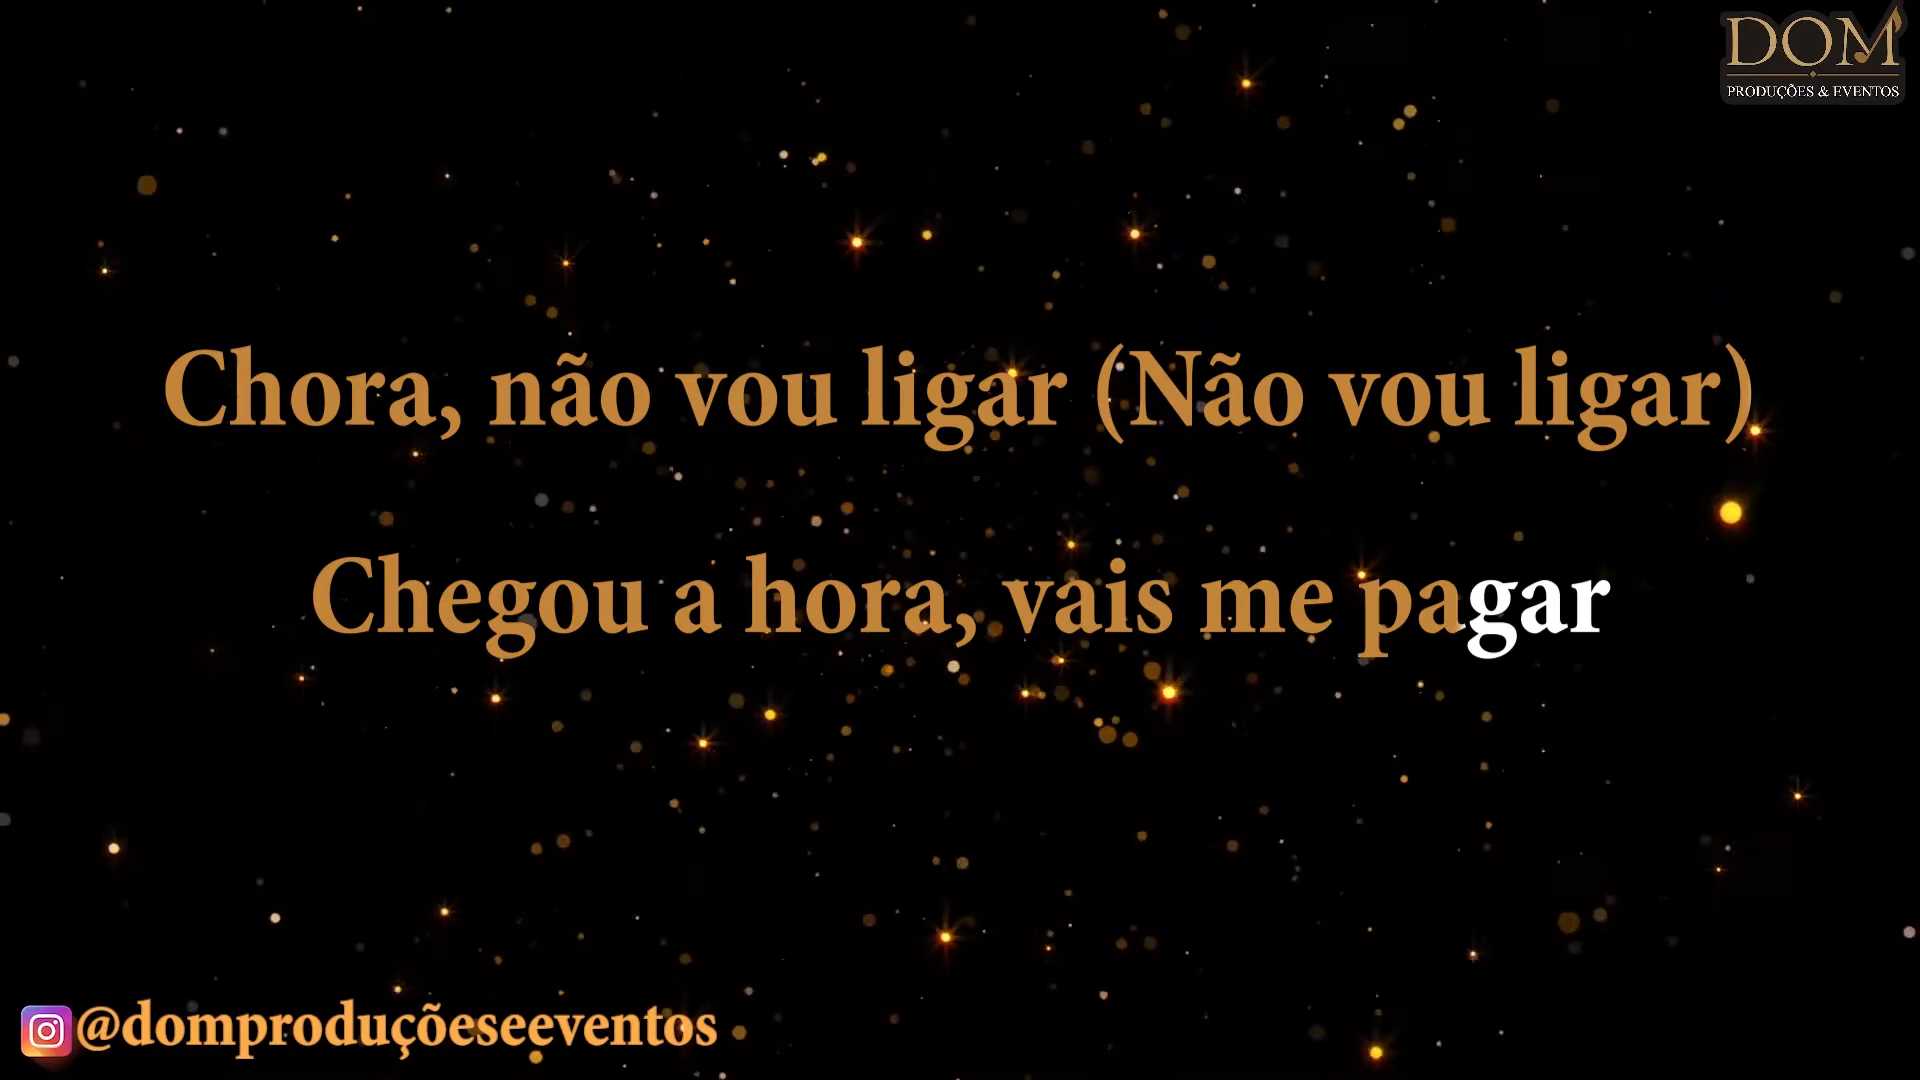 DOM
PRODUÇÕES & EVENTOS
Chora, não vou ligar (Não vou ligar)
Chegou a hora, vais me pagar
@domproduçõeseeventos